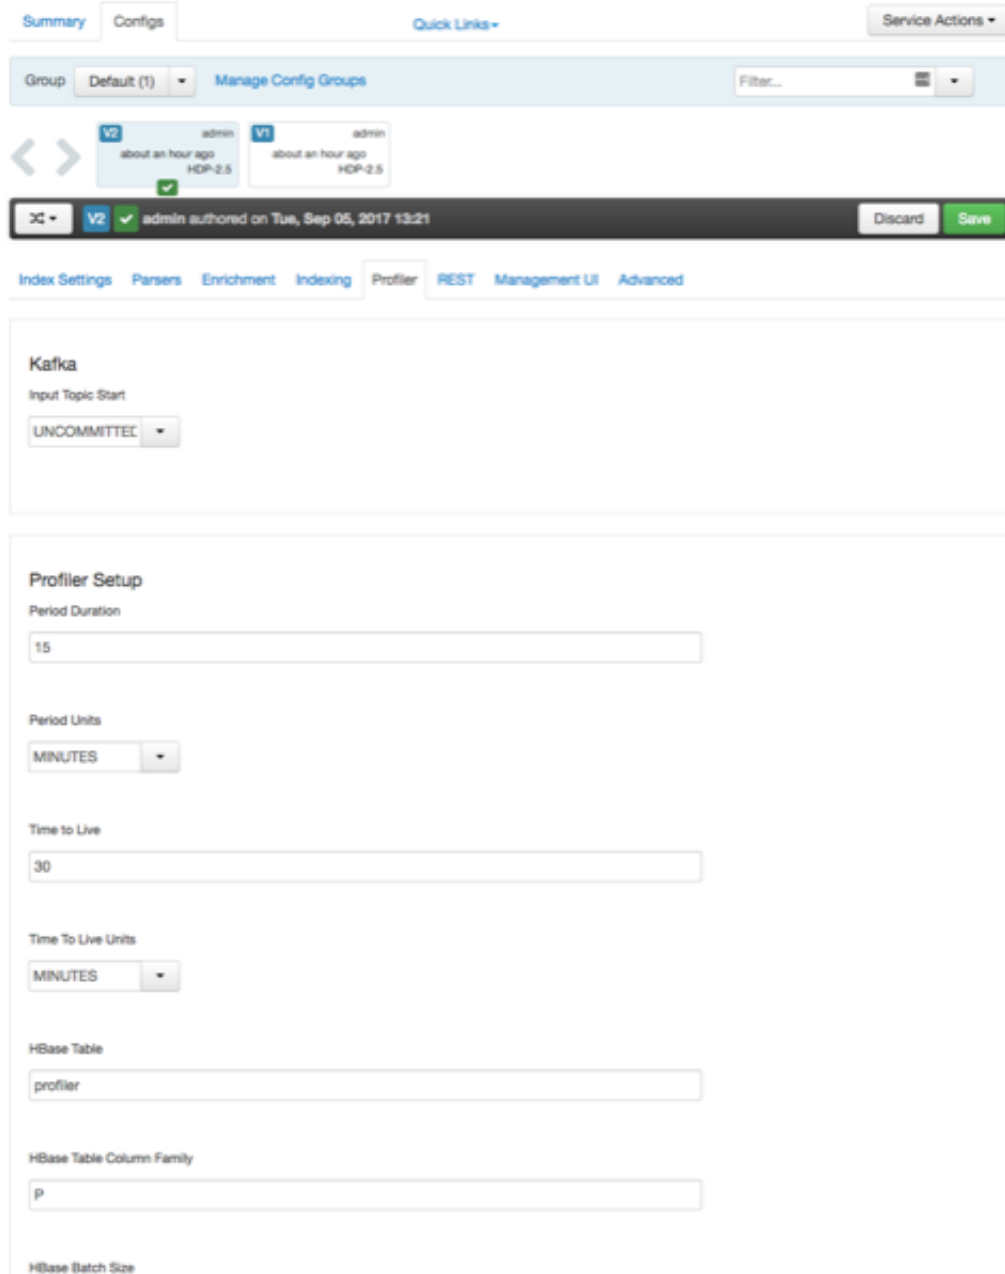 Summary Configs Quick Links Service Actions
Group Default (1) Manage Config Groups Filter...
V2 admin V1 admin
about an hour ago about an hour ago
HDP-2.5 HDP-2.5
V2 admin authored on Tue, Sep 05, 2017 13:21 Discard Save
Index Settings Parsers Enrichment Indexing Profiler REST Management UI Advanced
Kafka
Input Topic Start
UNCOMMITTED
Profiler Setup
Period Duration
15
Period Units
MINUTES
Time to Live
30
Time To Live Units
MINUTES
HBase Table
profiler
HBase Table Column Family
P
HBase Batch Size